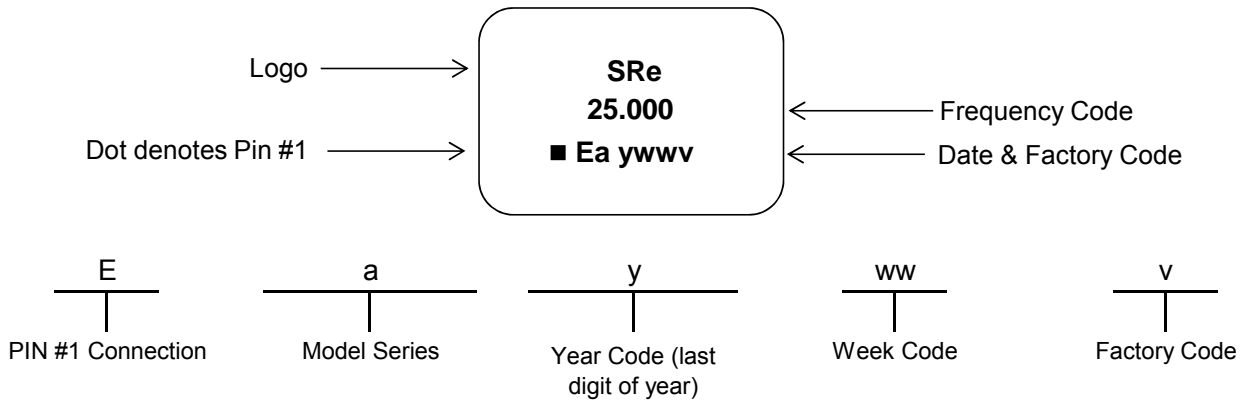 Logo
SRe
25.000
Frequency Code
Dot denotes Pin #1
■ Ea ywwv
Date & Factory Code
E
a
y
ww
v
PIN #1 Connection
Model Series
Year Code (last
digit of year)
Week Code
Factory Code